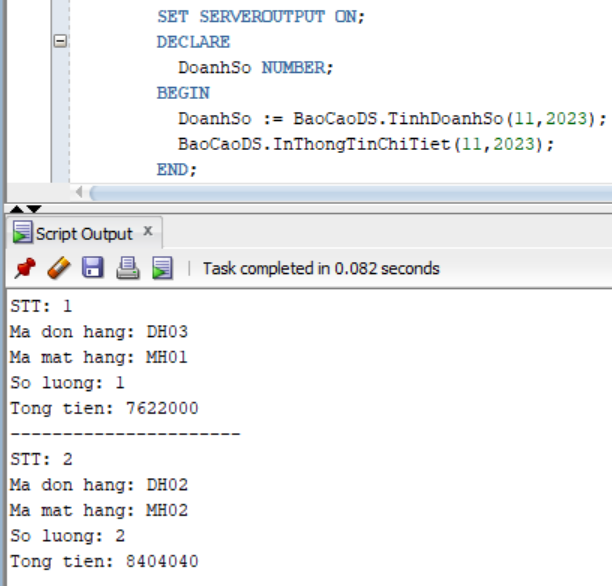 SET SERVEROUTPUT ON;
DECLARE
DoanhSo NUMBER;
BEGIN
DoanhSo := BaoCaoDS.TinhDoanhSo(11,2023);
BaoCaoDS.InThongTinChiTiet(11,2023);
END;
Script Output x
Task completed in 0.082 seconds
STT: 1
Ma don hang: DH03
Ma mat hang: MH01
So luong: 1
Tong tien: 7622000
----------------------
STT: 2
Ma don hang: DH02
Ma mat hang: MH02
So luong: 2
Tong tien: 8404040